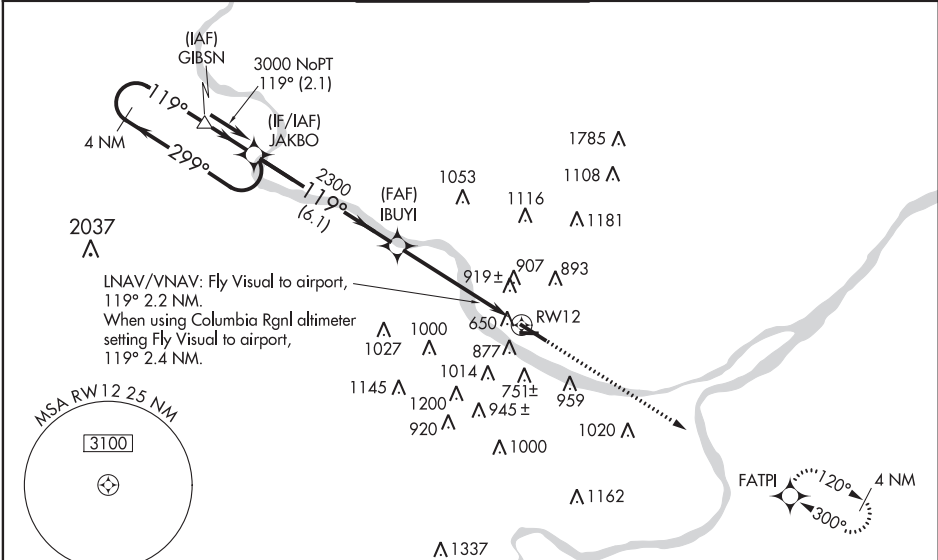 (IAF)
GIBSN
3000 NoPT
119° (2.1)
119°
4 NM
299°
(IF/IAF)
JAKBO
1785
1108
2300
119°
(6.1)
(FAF)
IBUYI
1053
1116
1181
2037
919±
907
893
LNAV/VNAV: Fly Visual to airport,
119° 2.2 NM.
When using Columbia Rgnl altimeter
setting Fly Visual to airport,
119° 2.4 NM.
650
RW12
1027
1000
877
1014
1145
751±
959
1200
945±
920
1020
1000
MSA RW12 25 NM
3100
FATPI
120°
4 NM
300°
1162
1337